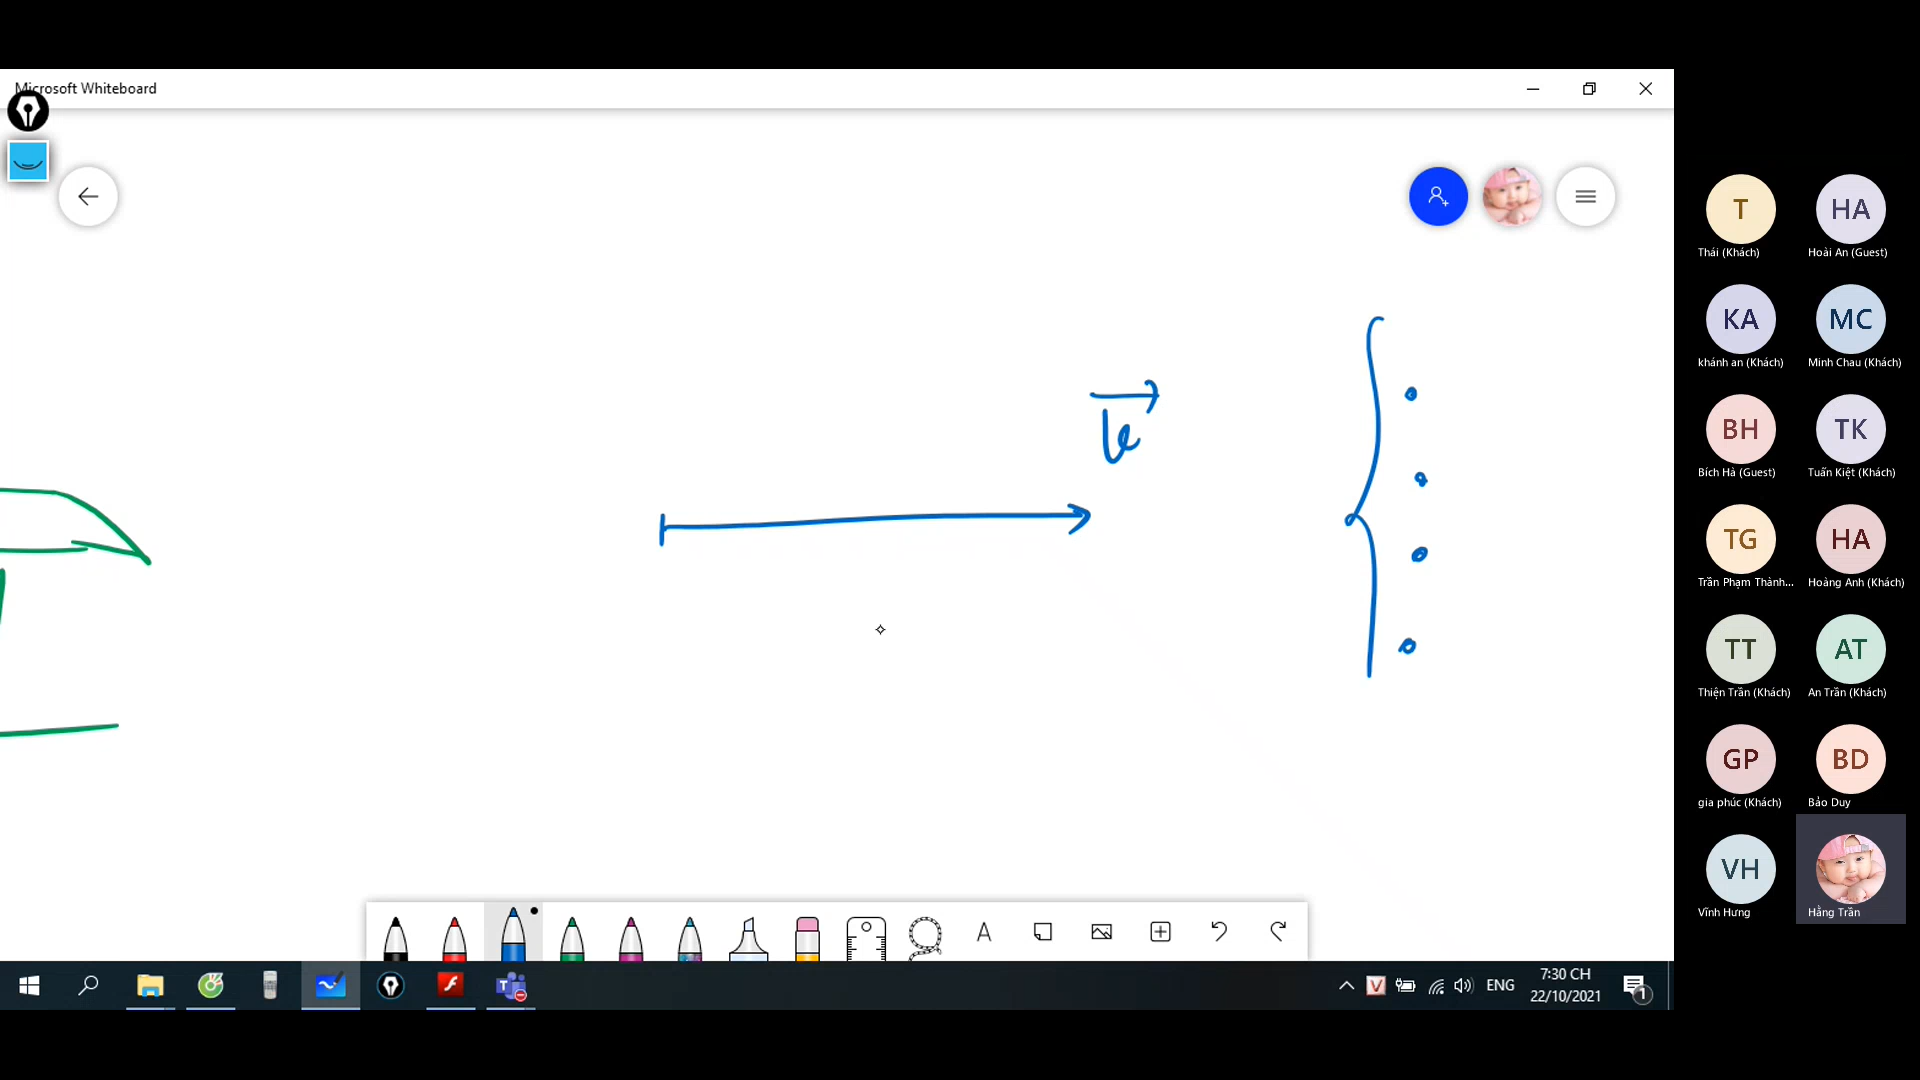 Microsoft Whiteboard
T
Thái (Khách)
HA
Hoài An (Guest)
KA
khánh an (Khách)
MC
Minh Chau (Khách)
BH
Bích Hà (Guest)
TK
Tuấn Kiệt (Khách)
TG
Trần Phạm Thành...
HA
Hoàng Anh (Khách)
TT
Thiện Trần (Khách)
AT
An Trần (Khách)
GP
gia phúc (Khách)
BD
Bảo Duy
VH
Vĩnh Hưng
Hằng Trần
ENG
7:30 CH
22/10/2021
1